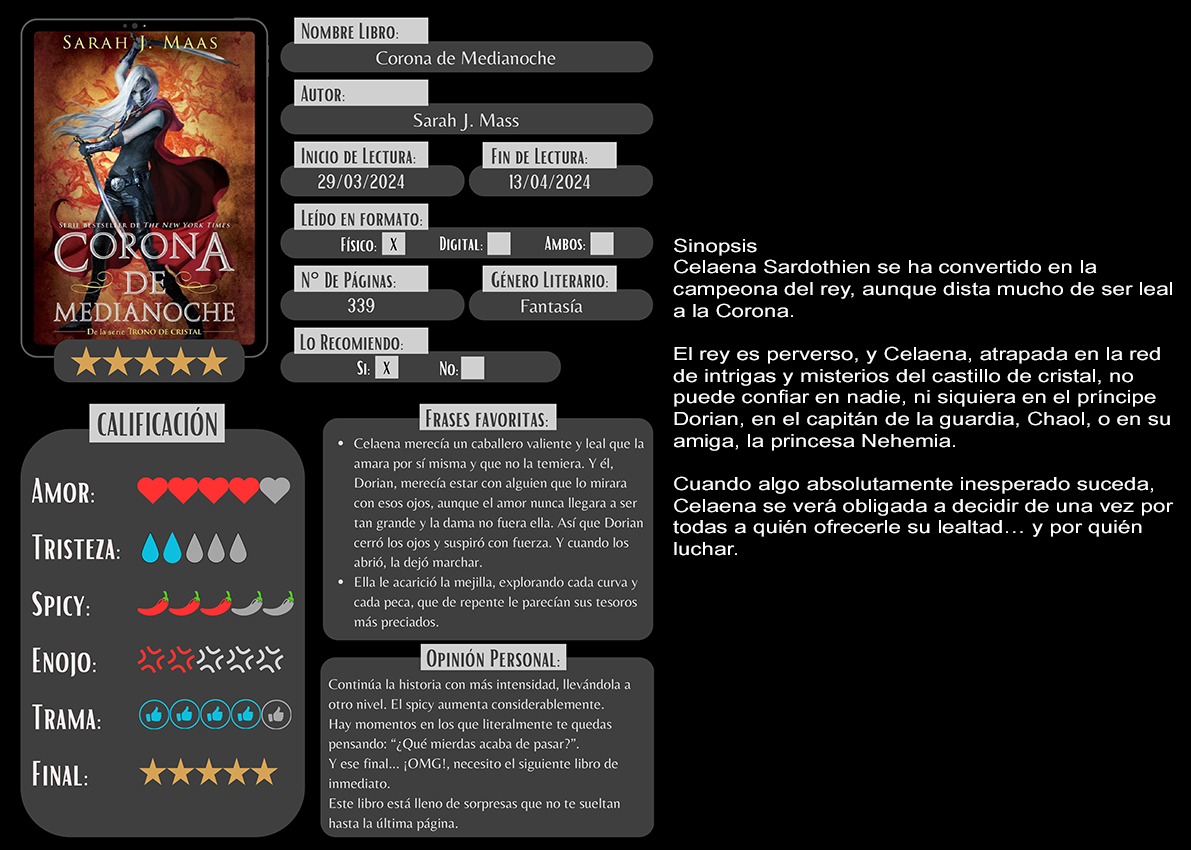 SARAH J. MAAS
SERIE BESTSELLER DE THE NEW YORK TIMES
CORONA
DE
MEDIANOCHE
De la serie TRONO DE CRISTAL
NOMBRE LIBRO:
Corona de Medianoche
AUTOR:
Sarah J. Mass
INICIO DE LECTURA:
29/03/2024
FIN DE LECTURA:
13/04/2024
LEÍDO EN FORMATO:
FÍSICO: X DIGITAL: AMBOS:
N° DE PÁGINAS:
339
GÉNERO LITERARIO:
Fantasía
LO RECOMIENDO:
SI: X NO:
CALIFICACIÓN
AMOR:
TRISTEZA:
SPICY:
ENOJO:
TRAMA:
FINAL:
FRASES FAVORITAS:
• Celaena merecía un caballero valiente y leal que la
amara por sí misma y que no la temiera. Y él,
Dorian, merecía estar con alguien que lo mirara
con esos ojos, aunque el amor nunca llegara a ser
tan grande y la dama no fuera ella. Así que Dorian
cerró los ojos y suspiró con fuerza. Y cuando los
abrió, la dejó marchar.
• Ella le acarició la mejilla, explorando cada curva y
cada peca, que de repente le parecían sus tesoros
más preciados.
OPINIÓN PERSONAL:
Continúa la historia con más intensidad, llevándola a
otro nivel. El spicy aumenta considerablemente.
Hay momentos en los que literalmente te quedas
pensando: “¿Qué mierdas acaba de pasar?”.
Y ese final... ¡OMG!, necesito el siguiente libro de
inmediato.
Este libro está lleno de sorpresas que no te sueltan
hasta la última página.
Sinopsis
Celaena Sardothien se ha convertido en la
campeona del rey, aunque dista mucho de ser leal
a la Corona.
El rey es perverso, y Celaena, atrapada en la red
de intrigas y misterios del castillo de cristal, no
puede confiar en nadie, ni siquiera en el príncipe
Dorian, en el capitán de la guardia, Chaol, o en su
amiga, la princesa Nehemia.
Cuando algo absolutamente inesperado suceda,
Celaena se verá obligada a decidir de una vez por
todas a quién ofrecerle su lealtad… y por quién
luchar.